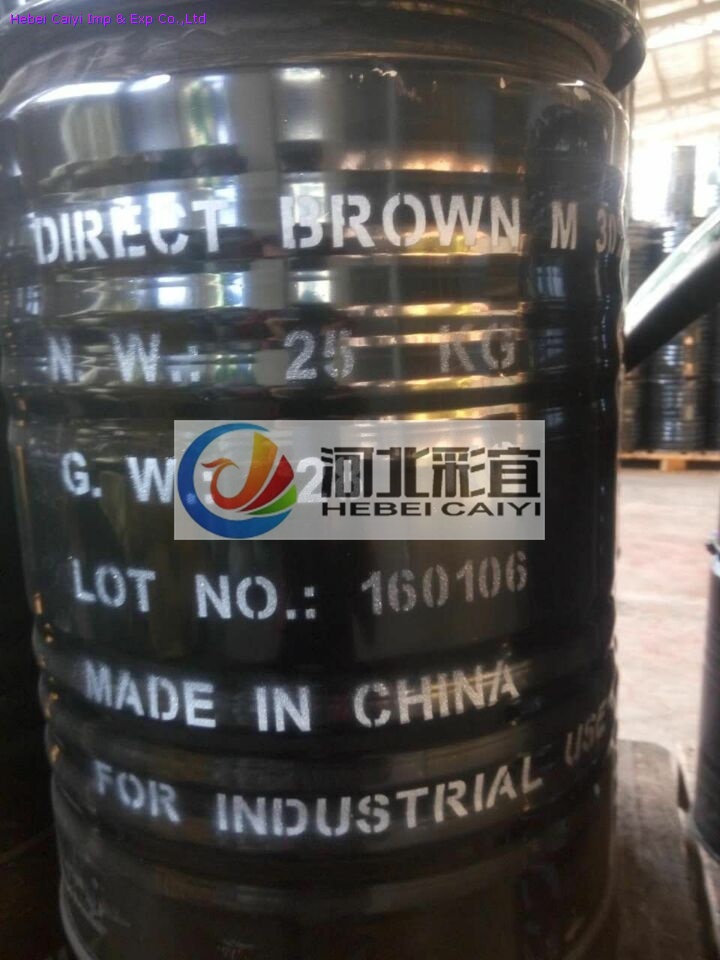 Hebei Caiyi Imp & Exp Co.,Ltd
DIRECT BROWN M
N. W.: 25 KG
G. W.:
河北彩宜
HEBEI CAIYI
LOT NO.: 160106
MADE IN CHINA
FOR INDUSTRIAL USE